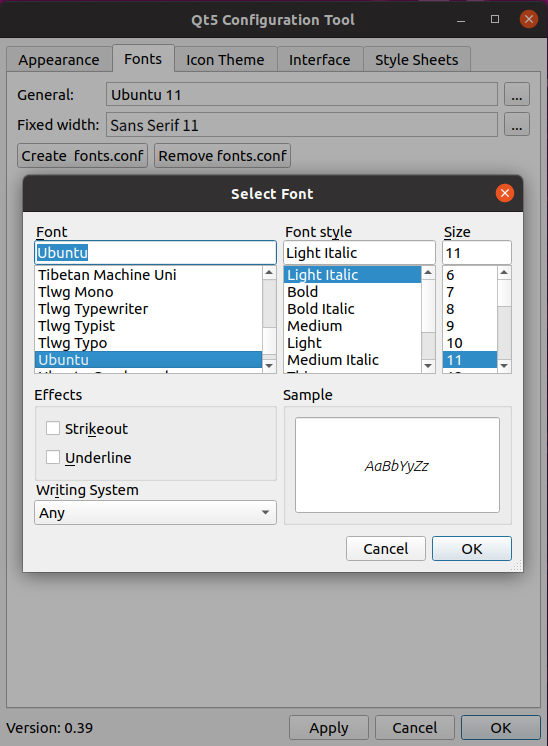 Qt5 Configuration Tool
Appearance
Fonts
Icon Theme
Interface
Style Sheets
General:
Ubuntu 11
...
Fixed width:
Sans Serif 11
...
Create  fonts.conf
Remove fonts.conf
Select Font
Font
Font style
Size
Ubuntu
Light Italic
11
Tibetan Machine Uni
Tlwg Mono
Tlwg Typewriter
Tlwg Typist
Tlwg Typo
Ubuntu
Light Italic
Bold
Bold Italic
Medium
Light
Medium Italic
6
7
8
9
10
11
Effects
Strikeout
Underline
Sample
AaBbYyZz
Writing System
Any
Cancel
OK
Version: 0.39
Apply
Cancel
OK